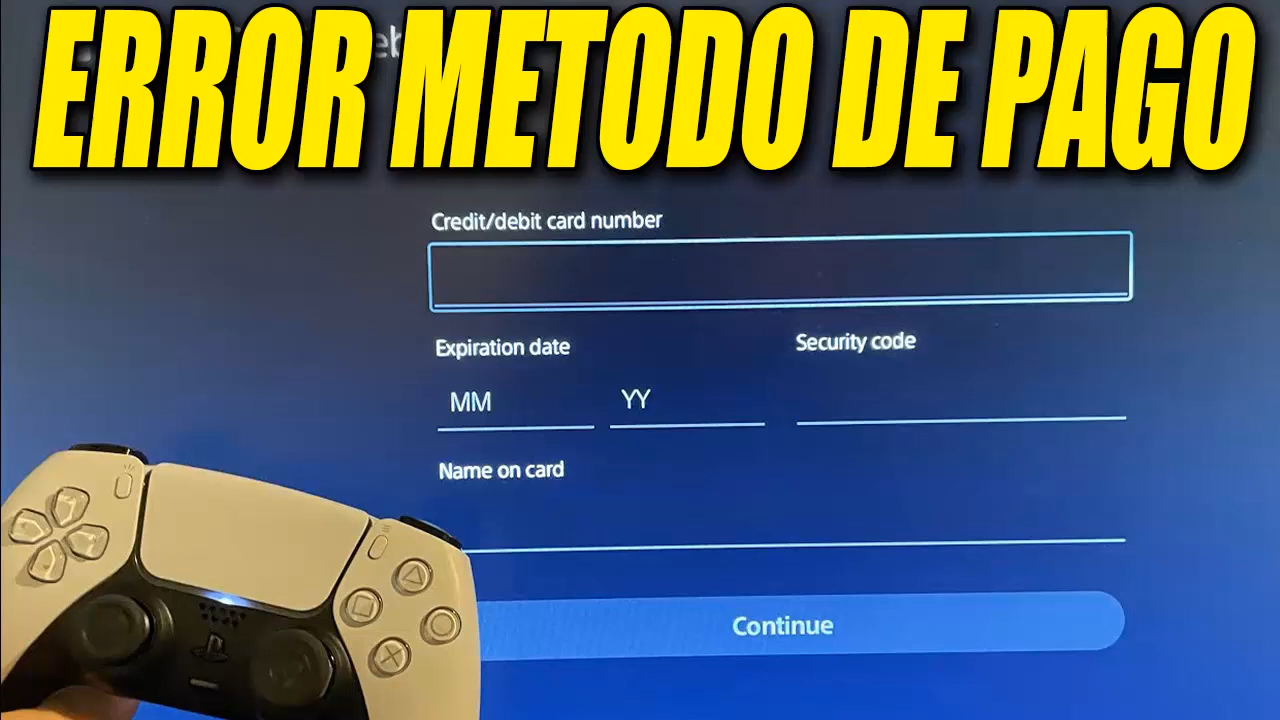 ERROR METODO DE PAGO
Credit/debit card number
Expiration date
Security code
MM
YY
Name on card
Continue